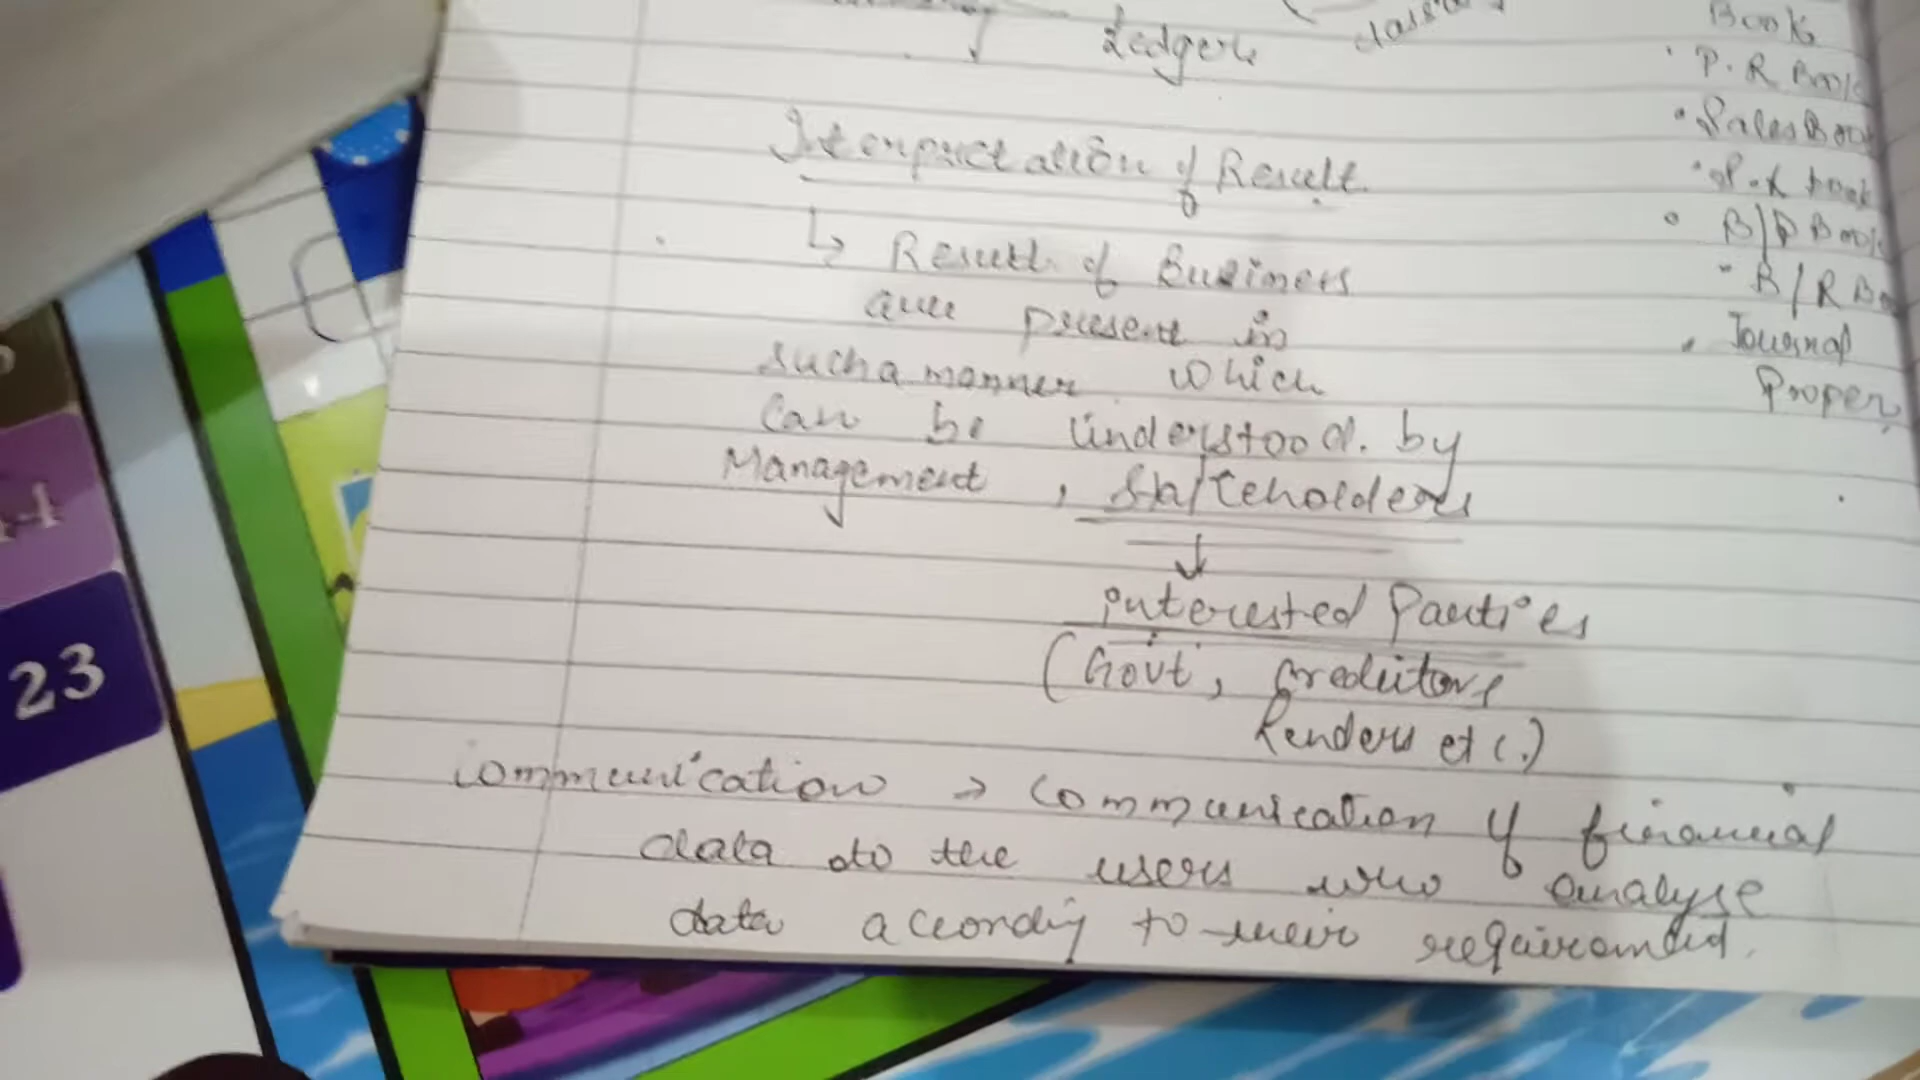 Ledger
Book
P.R Book
Sales Book
B/P Book
B/R Bo
Journal
Proper
Interpretation of Result
↳ Result of Business
are present in
such a manner which
Can be Understood. by
Management, Stakeholders
↓
interested Parties
(Govt, Creditors
Lenders etc.)
Communication → Communication of financial
data to the users who analyse
data according to their
23